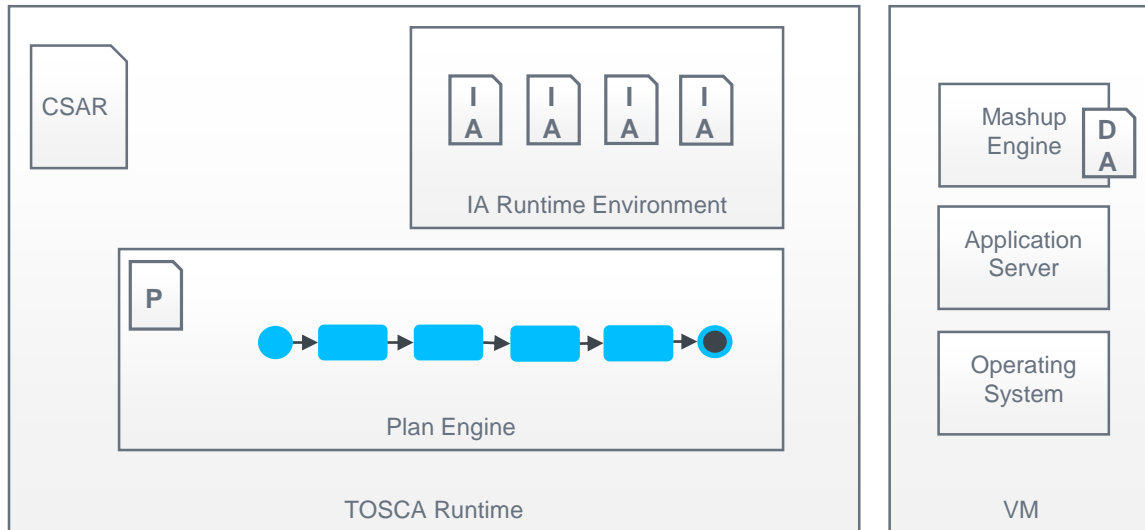 CSAR
I
A
I
A
I
A
I
A
IA Runtime Environment
P
Plan Engine
TOSCA Runtime
Mashup
Engine
D
A
Application
Server
Operating
System
VM